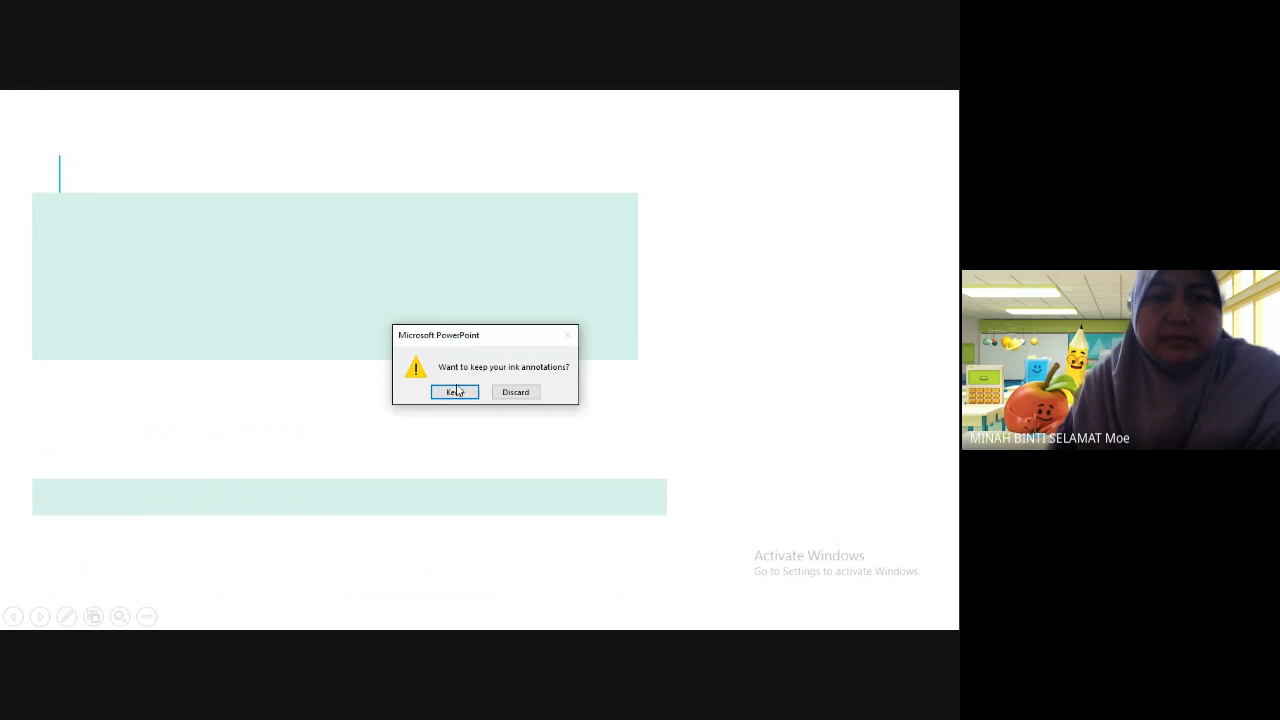 Microsoft PowerPoint
Want to keep your ink annotations?
Keep
Discard
MINAH BINTI SELAMAT Moe
Activate Windows
Go to Settings to activate Windows.